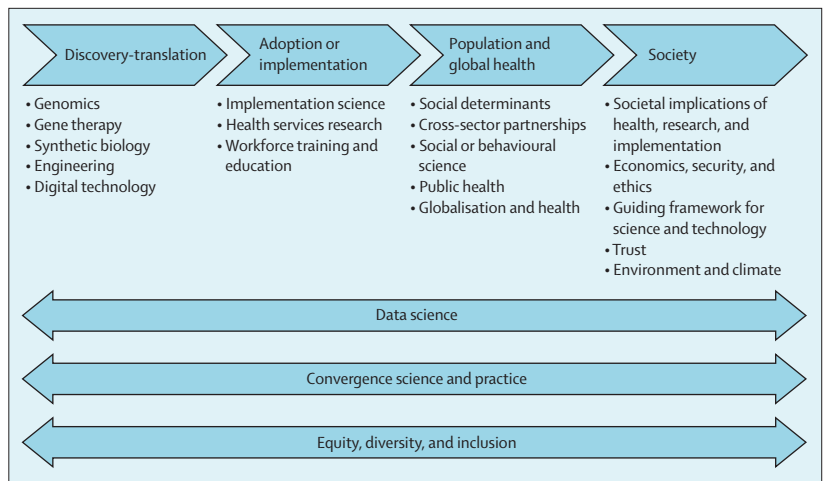 Discovery-translation
Adoption or
implementation
Population and
global health
Society
• Genomics
• Gene therapy
• Synthetic biology
• Engineering
• Digital technology
• Implementation science
• Health services research
• Workforce training and
education
• Social determinants
• Cross-sector partnerships
• Social or behavioural
science
• Public health
• Globalisation and health
• Societal implications of
health, research, and
implementation
• Economics, security, and
ethics
• Guiding framework for
science and technology
• Trust
• Environment and climate
Data science
Convergence science and practice
Equity, diversity, and inclusion